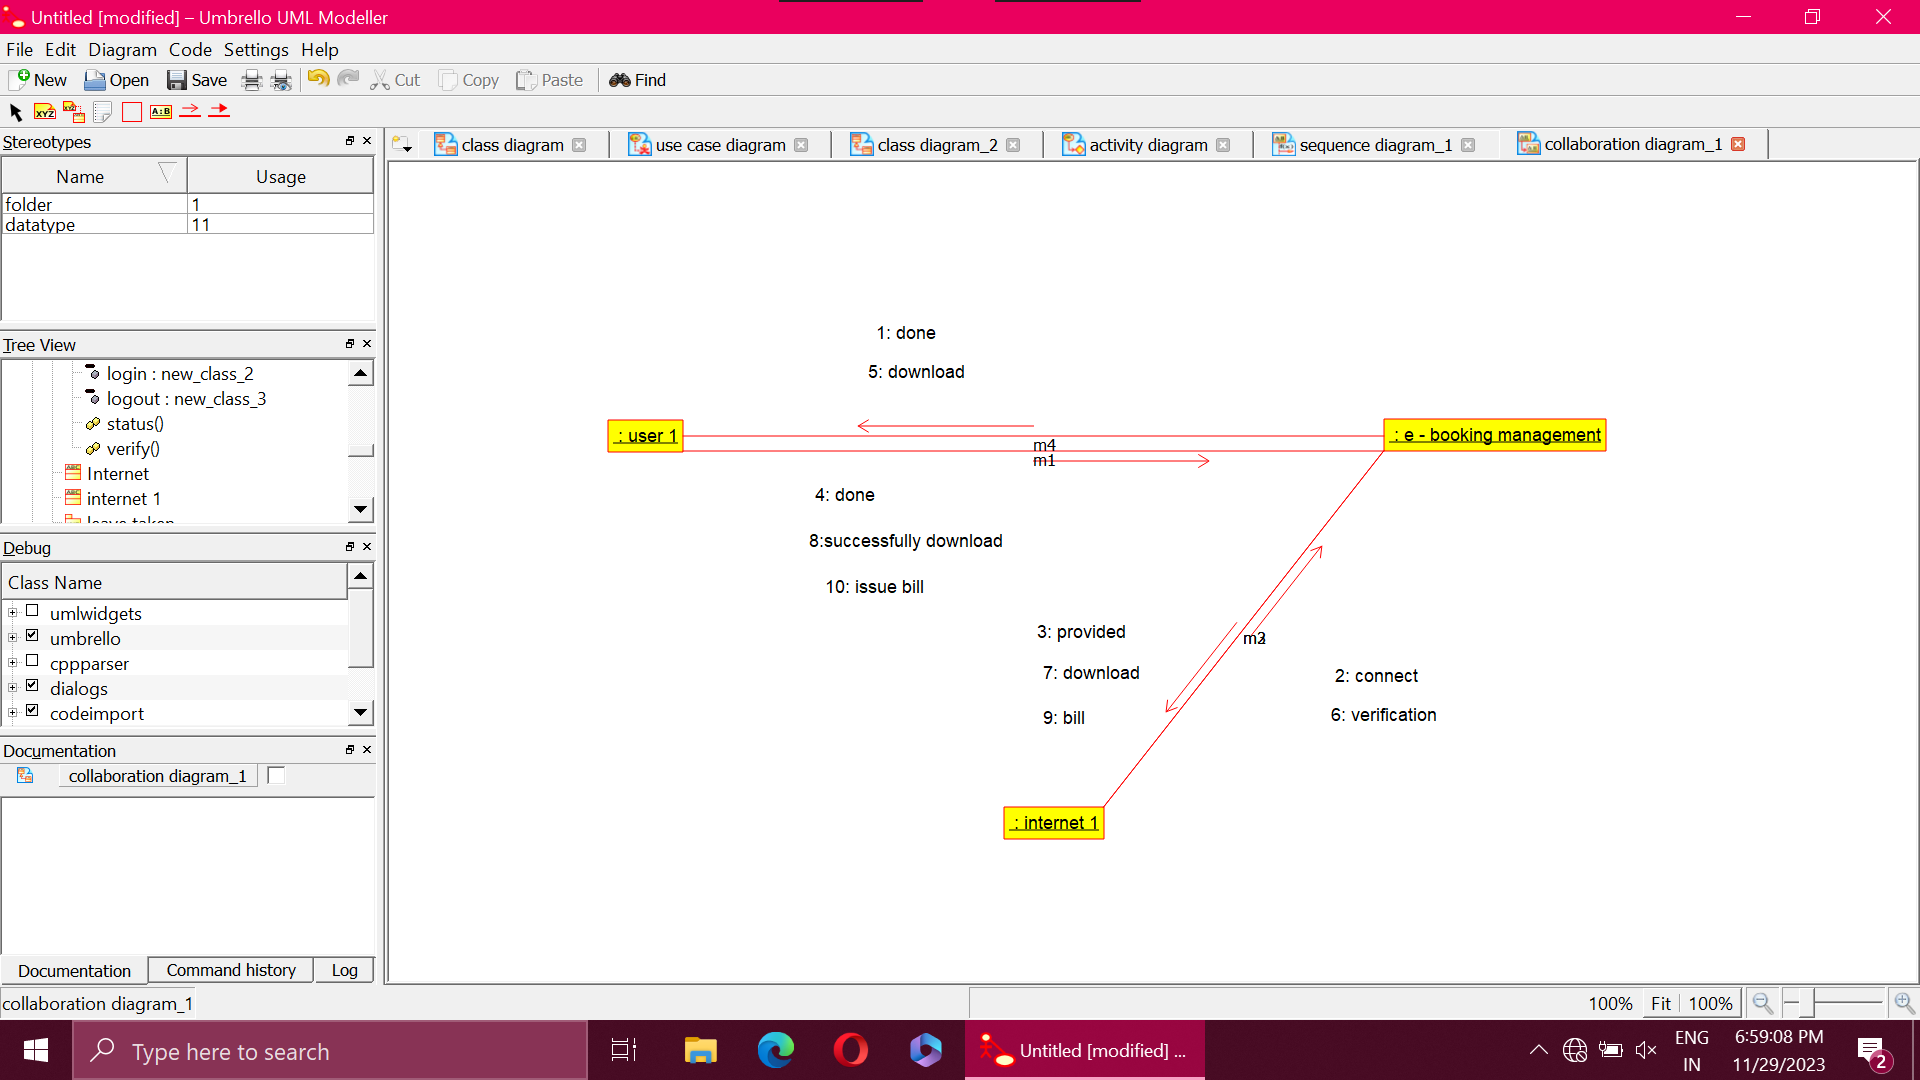 Untitled [modified] – Umbrello UML Modeller
File Edit Diagram Code Settings Help
New Open Save Cut Copy Paste Find
XYZ XYZ A:B
Stereotypes
Name Usage
folder 1
datatype 11
Tree View
login : new_class_2
logout : new_class_3
status()
verify()
Internet
internet 1
leave taken
Debug
Class Name
umlwidgets
umbrello
cppparser
dialogs
codeimport
Documentation
collaboration diagram_1
Documentation Command history Log
class diagram use case diagram class diagram_2 activity diagram sequence diagram_1 collaboration diagram_1
1: done
5: download
: user 1
: e - booking management
m4
m1
4: done
8:successfully download
10: issue bill
3: provided
7: download
9: bill
2: connect
6: verification
: internet 1
collaboration diagram_1
100% Fit 100%
Type here to search
Untitled [modified] ...
ENG
IN
6:59:08 PM
11/29/2023
2